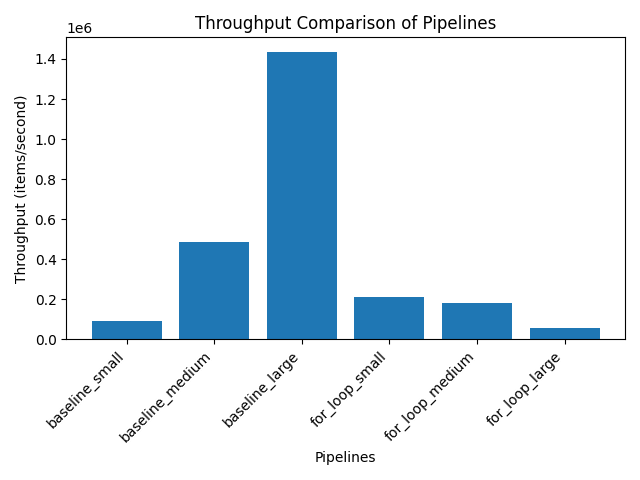 Throughput Comparison of Pipelines
1e6
Throughput (items/second)
1.4
1.2
1.0
0.8
0.6
0.4
0.2
0.0
baseline_small
baseline_medium
baseline_large
for_loop_small
for_loop_medium
for_loop_large
Pipelines